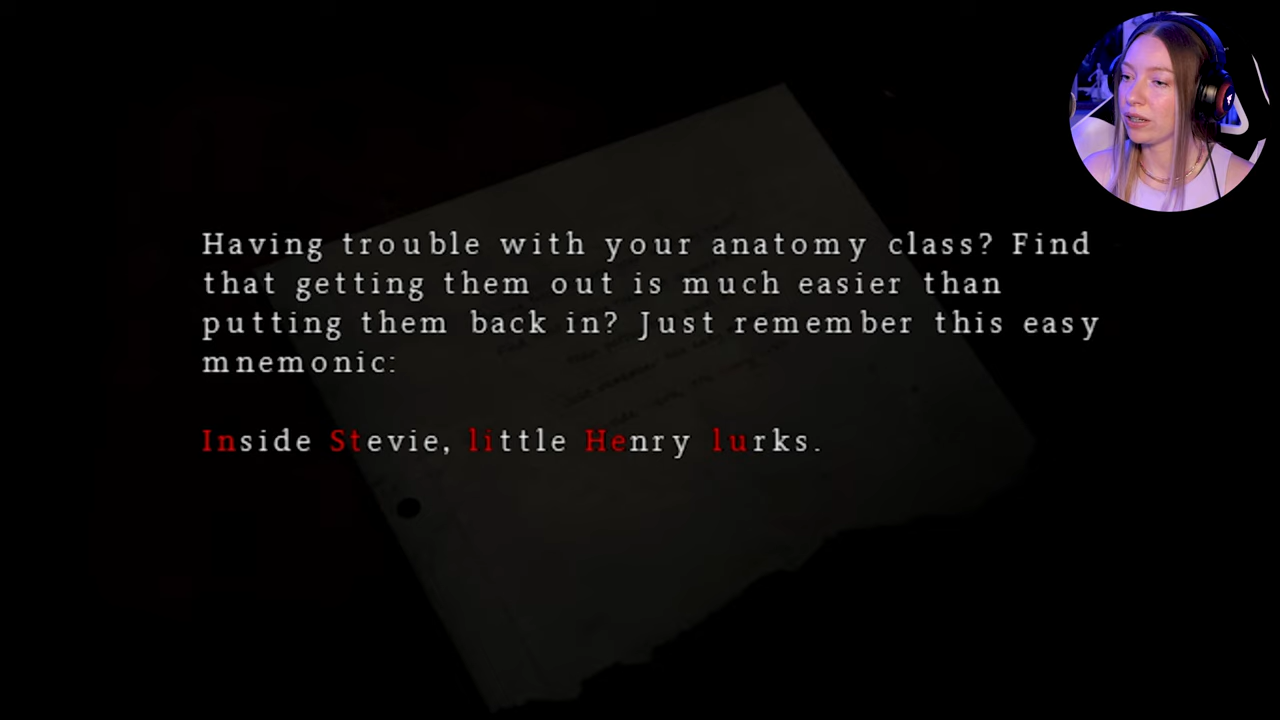 Having trouble with your anatomy class? Find
that getting them out is much easier than
putting them back in? Just remember this easy
mnemonic:
Inside Stevie, little Henry lurks.